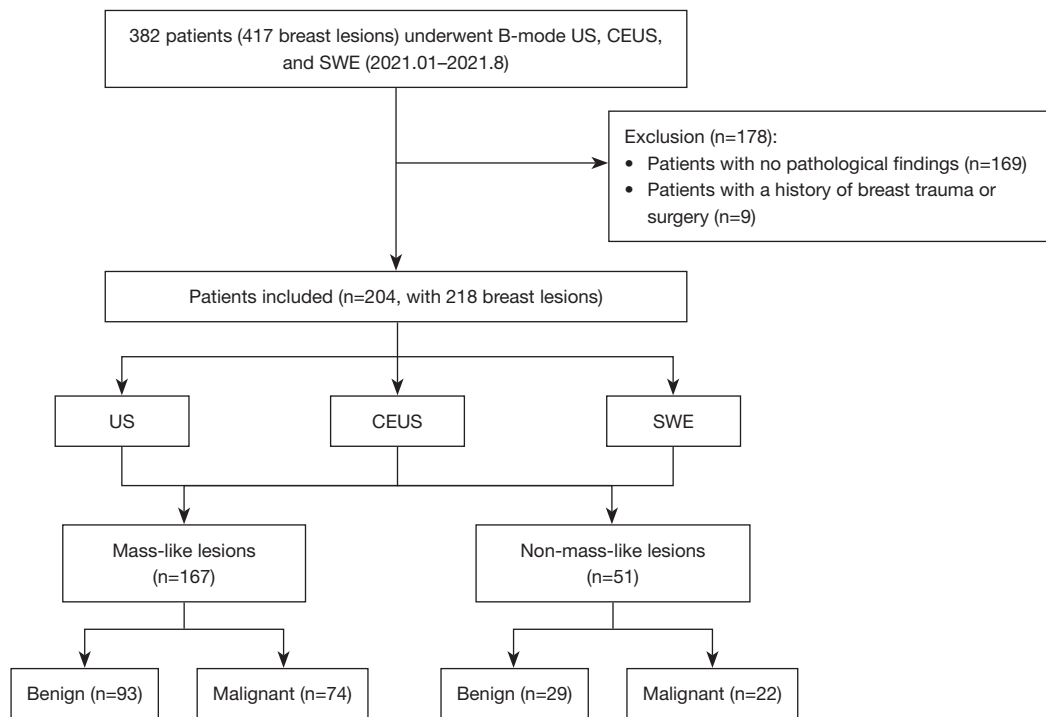 382 patients (417 breast lesions) underwent B-mode US, CEUS,
and SWE (2021.01–2021.8)
Exclusion (n=178):
• Patients with no pathological findings (n=169)
• Patients with a history of breast trauma or
surgery (n=9)
Patients included (n=204, with 218 breast lesions)
US
CEUS
SWE
Mass-like lesions
(n=167)
Non-mass-like lesions
(n=51)
Benign (n=93)
Malignant (n=74)
Benign (n=29)
Malignant (n=22)